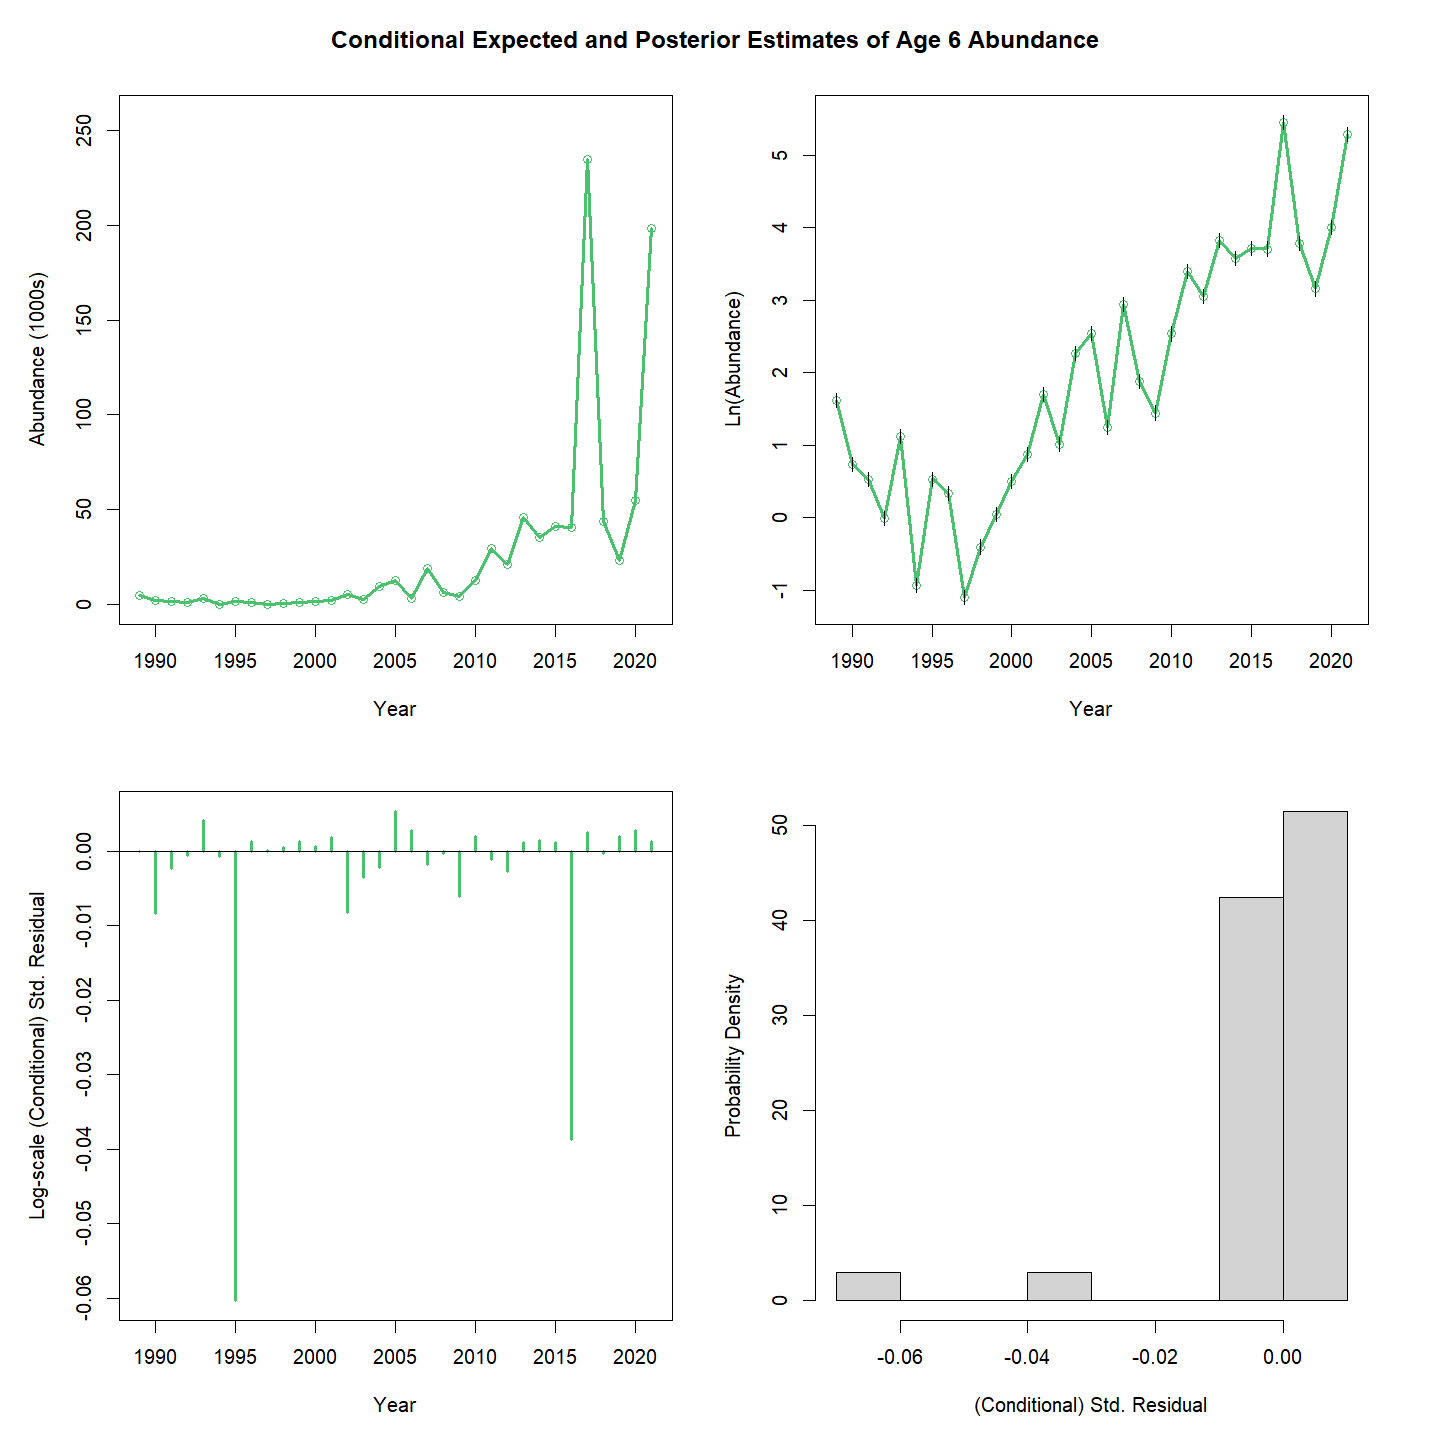 Conditional Expected and Posterior Estimates of Age 6 Abundance
Abundance (1000s)
250
200
150
100
50
0
1990 1995 2000 2005 2010 2015 2020
Year
Ln(Abundance)
5
4
3
2
1
0
-1
1990 1995 2000 2005 2010 2015 2020
Year
Log-scale (Conditional) Std. Residual
0.00
-0.01
-0.02
-0.03
-0.04
-0.05
-0.06
1990 1995 2000 2005 2010 2015 2020
Year
Probability Density
50
40
30
20
10
0
-0.06 -0.04 -0.02 0.00
(Conditional) Std. Residual